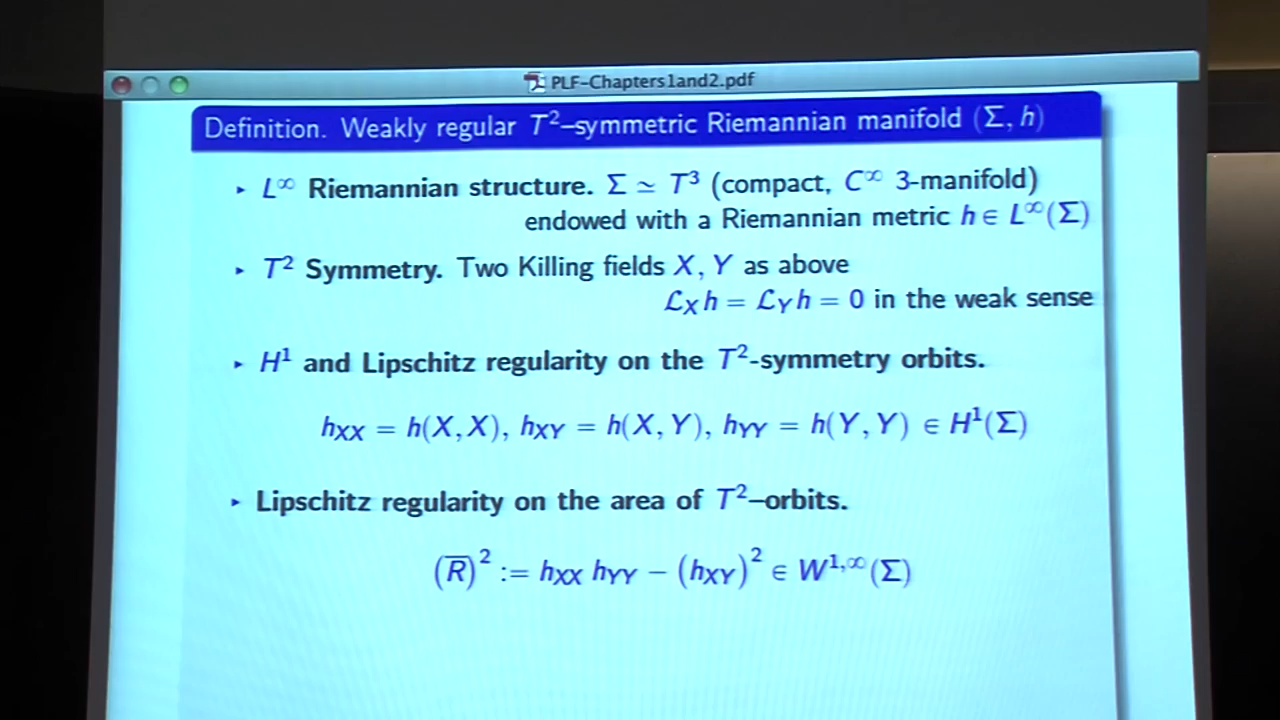 PLF-Chapters1and2.pdf
Definition. Weakly regular T²–symmetric Riemannian manifold (Σ, h)
▸ L^∞ Riemannian structure. Σ ≃ T³ (compact, C^∞ 3-manifold)
endowed with a Riemannian metric h ∈ L^∞(Σ)
▸ T² Symmetry. Two Killing fields X, Y as above
ℒ_X h = ℒ_Y h = 0 in the weak sense
▸ H¹ and Lipschitz regularity on the T²-symmetry orbits.
h_XX = h(X, X), h_XY = h(X, Y), h_YY = h(Y, Y) ∈ H¹(Σ)
▸ Lipschitz regularity on the area of T²–orbits.
(R̅)² := h_XX h_YY − (h_XY)² ∈ W^{1,∞}(Σ)